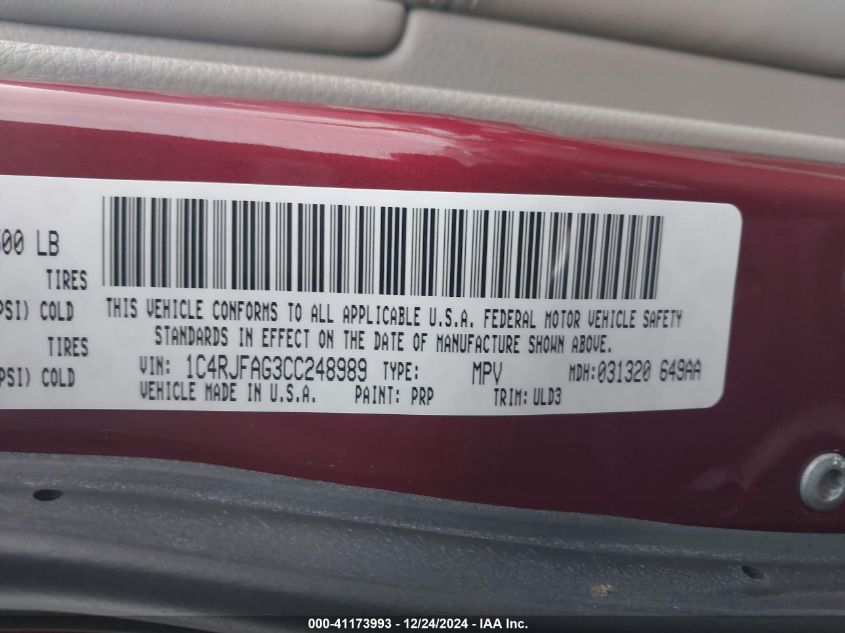 00 LB
TIRES
PSI) COLD
TIRES
PSI) COLD
THIS VEHICLE CONFORMS TO ALL APPLICABLE U.S.A. FEDERAL MOTOR VEHICLE SAFETY
STANDARDS IN EFFECT ON THE DATE OF MANUFACTURE SHOWN ABOVE.
VIN: 1C4RJFAG3CC248989 TYPE: MPV MDH:031320 649AA
VEHICLE MADE IN U.S.A. PAINT: PRP TRIM: ULD3
000-41173993 - 12/24/2024 - IAA Inc.